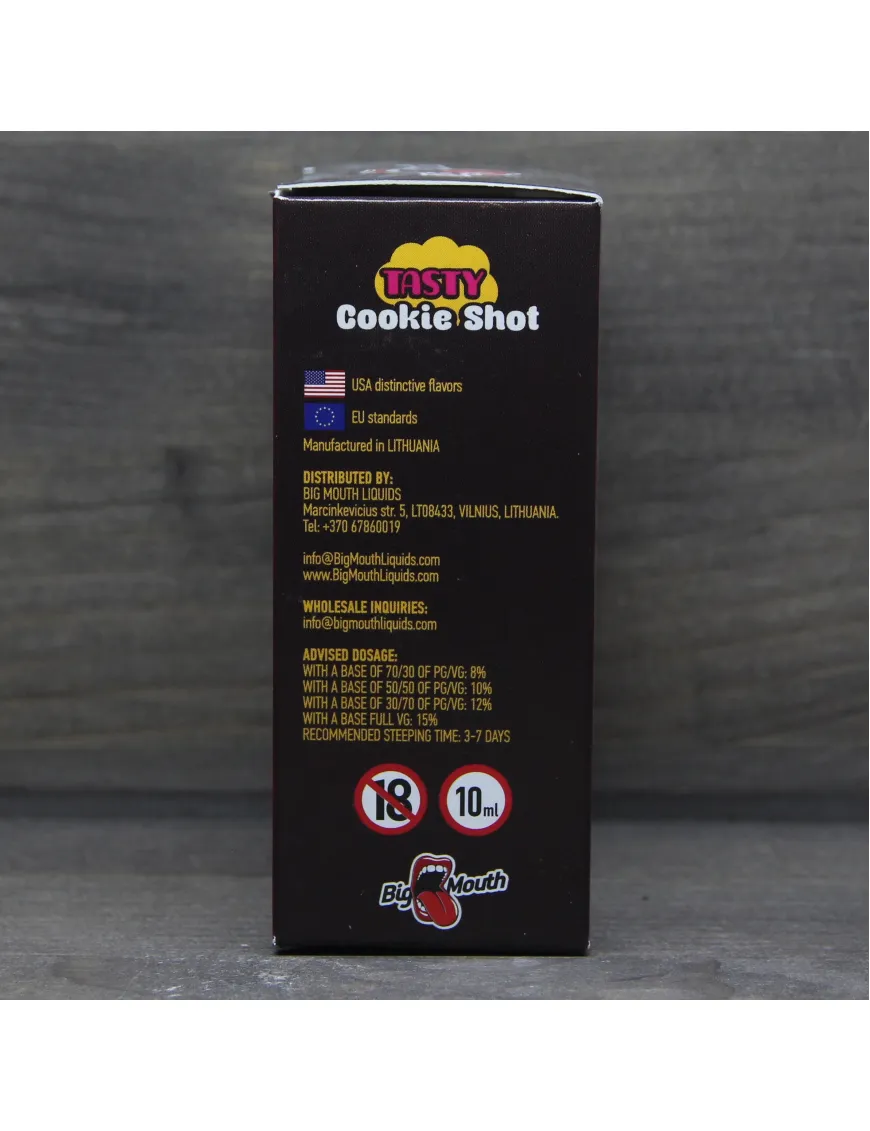 TASTY
Cookie Shot
USA distinctive flavors
EU standards
Manufactured in LITHUANIA
DISTRIBUTED BY:
BIG MOUTH LIQUIDS
Marcinkevicius str. 5, LT08433, VILNIUS, LITHUANIA.
Tel: +370 67860019
info@BigMouthLiquids.com
www.BigMouthLiquids.com
WHOLESALE INQUIRIES:
info@bigmouthliquids.com
ADVISED DOSAGE:
WITH A BASE OF 70/30 OF PG/VG: 8%
WITH A BASE OF 50/50 OF PG/VG: 10%
WITH A BASE OF 30/70 OF PG/VG: 12%
WITH A BASE FULL VG: 15%
RECOMMENDED STEEPING TIME: 3-7 DAYS
18 10ml
Big Mouth